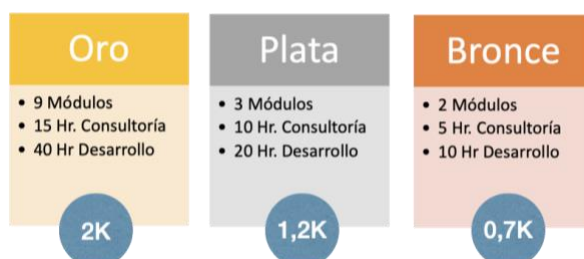 Oro
• 9 Módulos
• 15 Hr. Consultoría
• 40 Hr Desarrollo
2K
Plata
• 3 Módulos
• 10 Hr. Consultoría
• 20 Hr. Desarrollo
1,2K
Bronce
• 2 Módulos
• 5 Hr. Consultoría
• 10 Hr Desarrollo
0,7K